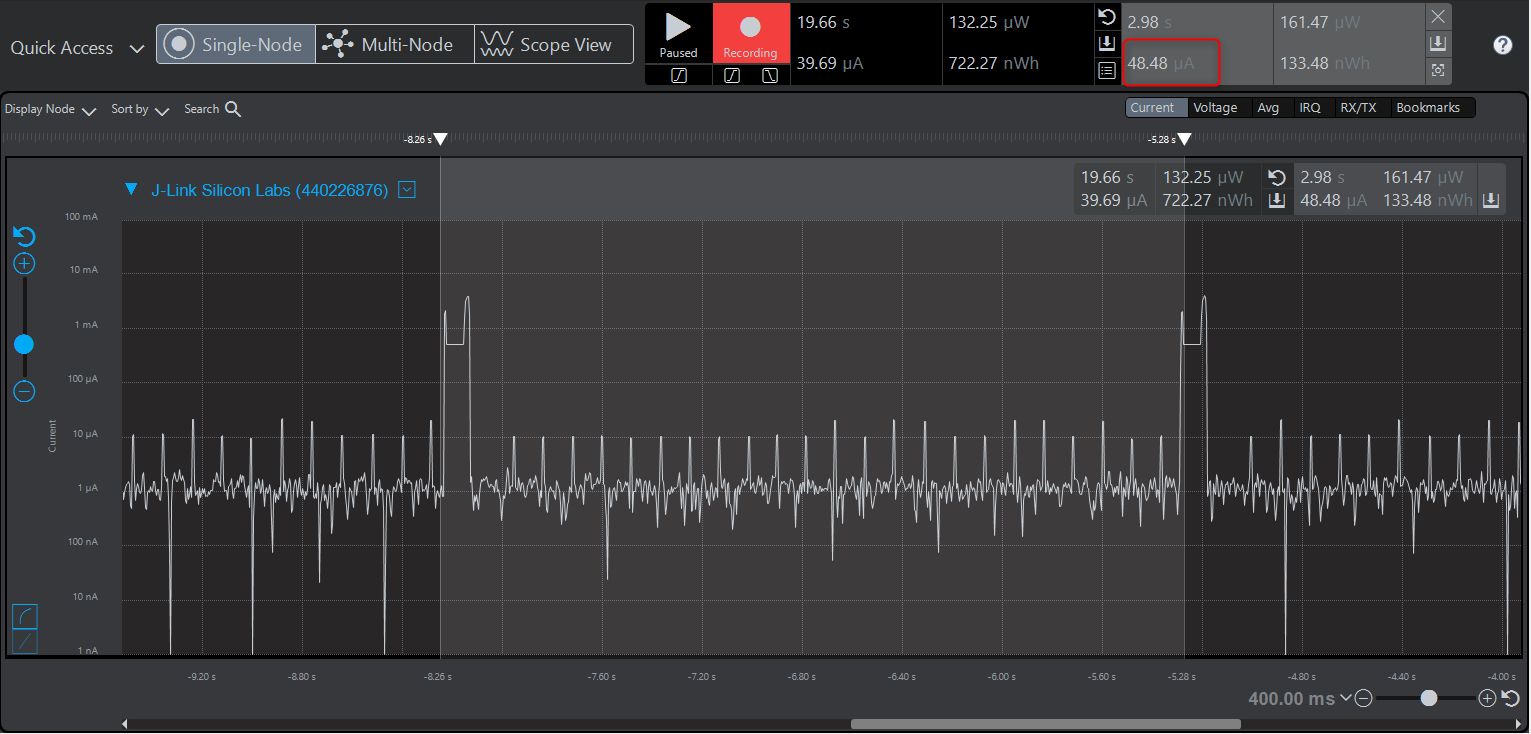 Quick Access
Single-Node
Multi-Node
Scope View
Paused
Recording
19.66 s
132.25 µW
39.69 µA
722.27 nWh
2.98 s
161.47 µW
48.48 µA
133.48 nWh
?
Display Node
Sort by
Search
Current
Voltage
Avg
IRQ
RX/TX
Bookmarks
-8.26 s
-5.28 s
J-Link Silicon Labs (440226876)
19.66 s
132.25 µW
2.98 s
161.47 µW
39.69 µA
722.27 nWh
48.48 µA
133.48 nWh
100 mA
10 mA
1 mA
100 µA
10 µA
1 µA
100 nA
10 nA
1 nA
Current
-9.20 s
-8.80 s
-8.26 s
-7.60 s
-7.20 s
-6.80 s
-6.40 s
-6.00 s
-5.60 s
-5.28 s
-4.80 s
-4.40 s
-4.00 s
400.00 ms